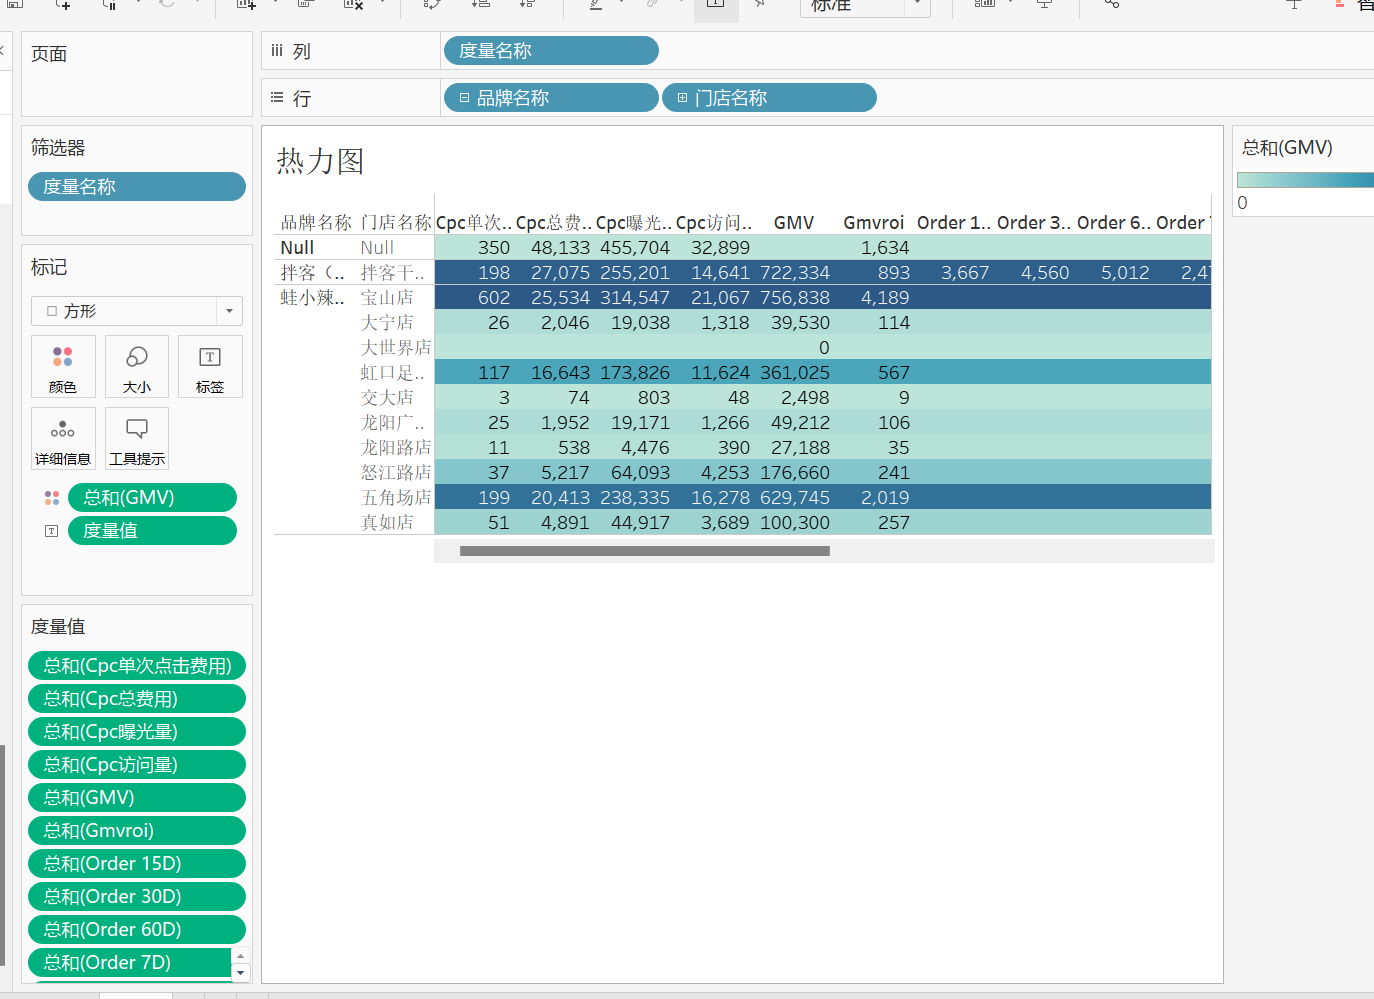 标准
页面
iii 列
度量名称
行
品牌名称
门店名称
筛选器
度量名称
热力图
总和(GMV)
0
标记
方形
颜色
大小
标签
详细信息
工具提示
总和(GMV)
度量值
品牌名称 门店名称 Cpc单次.. Cpc总费.. Cpc曝光.. Cpc访问.. GMV Gmvroi Order 1.. Order 3.. Order 6.. Order
Null Null 350 48,133 455,704 32,899 1,634
拌客（.. 拌客干.. 198 27,075 255,201 14,641 722,334 893 3,667 4,560 5,012 2,4
蛙小辣.. 宝山店 602 25,534 314,547 21,067 756,838 4,189
大宁店 26 2,046 19,038 1,318 39,530 114
大世界店 0
虹口足.. 117 16,643 173,826 11,624 361,025 567
交大店 3 74 803 48 2,498 9
龙阳广.. 25 1,952 19,171 1,266 49,212 106
龙阳路店 11 538 4,476 390 27,188 35
怒江路店 37 5,217 64,093 4,253 176,660 241
五角场店 199 20,413 238,335 16,278 629,745 2,019
真如店 51 4,891 44,917 3,689 100,300 257
度量值
总和(Cpc单次点击费用)
总和(Cpc总费用)
总和(Cpc曝光量)
总和(Cpc访问量)
总和(GMV)
总和(Gmvroi)
总和(Order 15D)
总和(Order 30D)
总和(Order 60D)
总和(Order 7D)